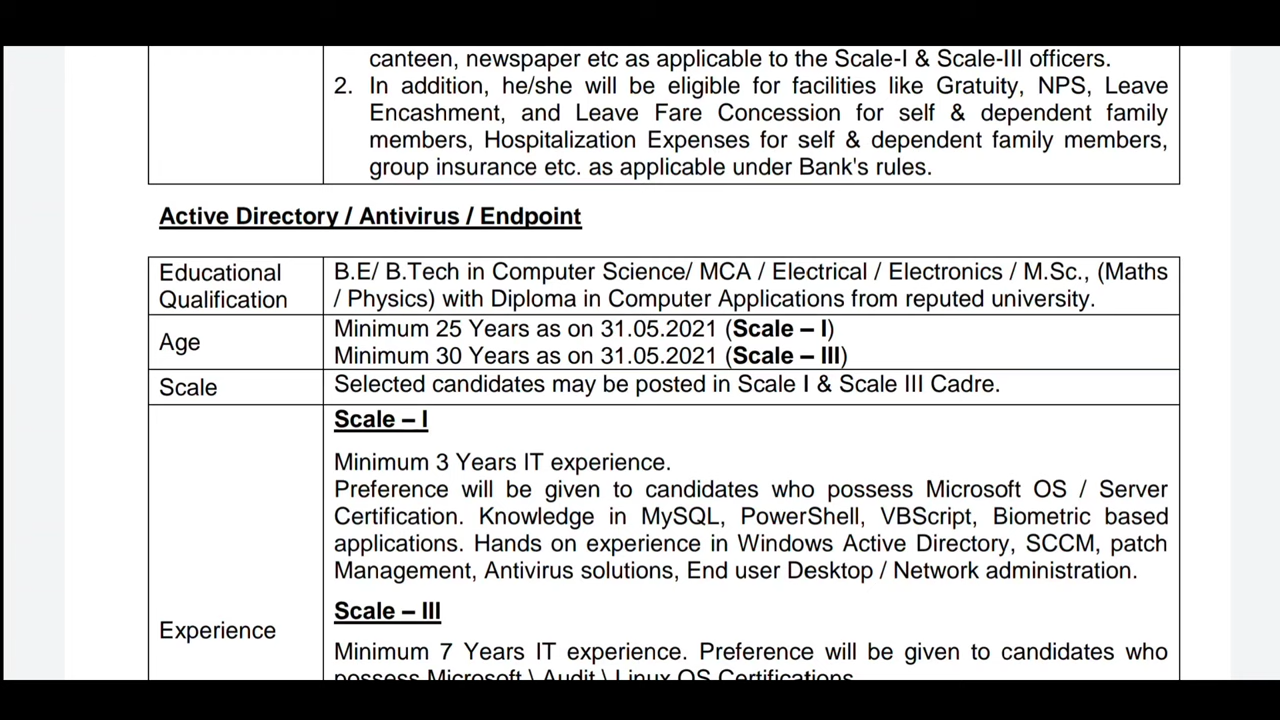 canteen, newspaper etc as applicable to the Scale-I & Scale-III officers.
2. In addition, he/she will be eligible for facilities like Gratuity, NPS, Leave
Encashment, and Leave Fare Concession for self & dependent family
members, Hospitalization Expenses for self & dependent family members,
group insurance etc. as applicable under Bank's rules.
Active Directory / Antivirus / Endpoint
Educational
Qualification
B.E/ B.Tech in Computer Science/ MCA / Electrical / Electronics / M.Sc., (Maths
/ Physics) with Diploma in Computer Applications from reputed university.
Age
Minimum 25 Years as on 31.05.2021 (Scale – I)
Minimum 30 Years as on 31.05.2021 (Scale – III)
Scale
Selected candidates may be posted in Scale I & Scale III Cadre.
Experience
Scale – I
Minimum 3 Years IT experience.
Preference will be given to candidates who possess Microsoft OS / Server
Certification. Knowledge in MySQL, PowerShell, VBScript, Biometric based
applications. Hands on experience in Windows Active Directory, SCCM, patch
Management, Antivirus solutions, End user Desktop / Network administration.
Scale – III
Minimum 7 Years IT experience. Preference will be given to candidates who
possess Microsoft \ Audit \ Linux OS Certifications